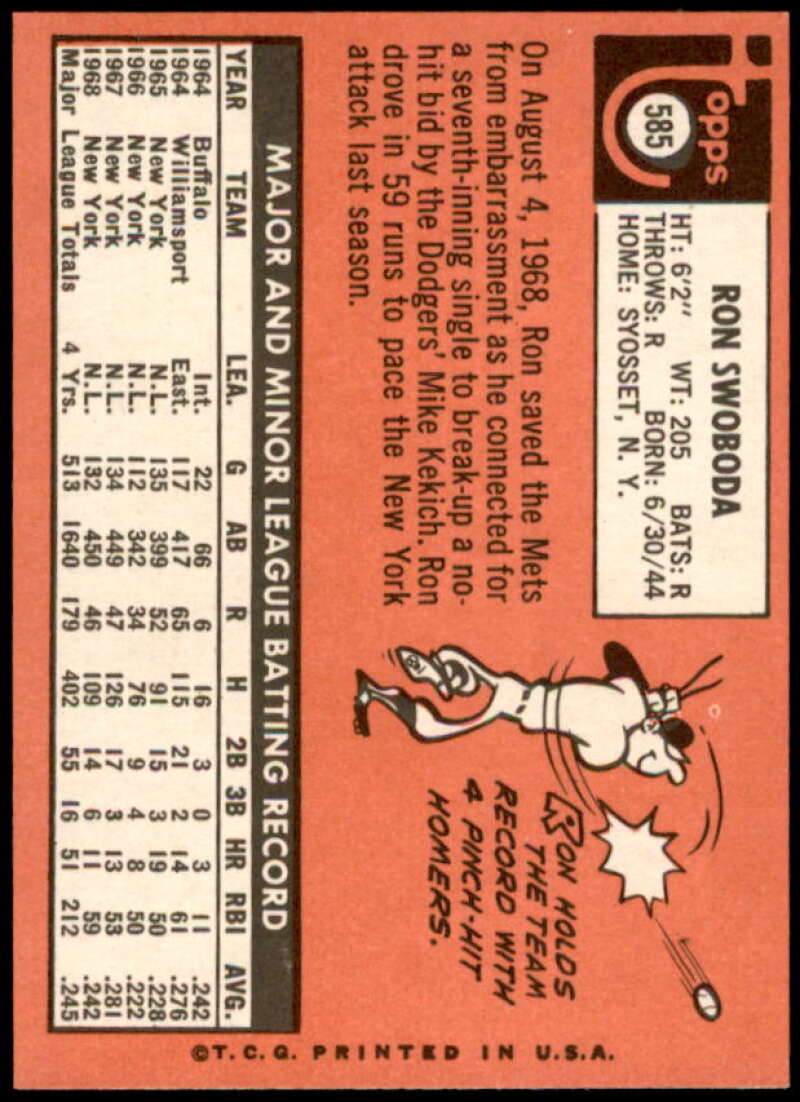 Topps
585
RON SWOBODA
HT: 6'2" WT: 205 BATS: R
THROWS: R BORN: 6/30/44
HOME: SYOSSET, N. Y.
On August 4, 1968, Ron saved the Mets
from embarrassment as he connected for
a seventh-inning single to break-up a no-
hit bid by the Dodgers' Mike Kekich. Ron
drove in 59 runs to pace the New York
attack last season.
RON HOLDS
THE TEAM
RECORD WITH
4 PINCH-HIT
HOMERS.
MAJOR AND MINOR LEAGUE BATTING RECORD
YEAR TEAM LEA. G AB R H 2B 3B HR RBI AVG.
1964 Buffalo Int. 22 66 6 16 3 0 3 11 .242
1964 Williamsport East. 117 417 65 115 21 2 14 61 .276
1965 New York N.L. 135 399 52 91 15 3 19 50 .228
1966 New York N.L. 112 342 34 76 9 4 8 50 .222
1967 New York N.L. 134 449 47 126 17 3 13 53 .281
1968 New York N.L. 132 450 46 109 14 6 11 59 .242
Major League Totals 4 Yrs. 513 1640 179 402 55 16 51 212 .245
©T.C.G. PRINTED IN U.S.A.